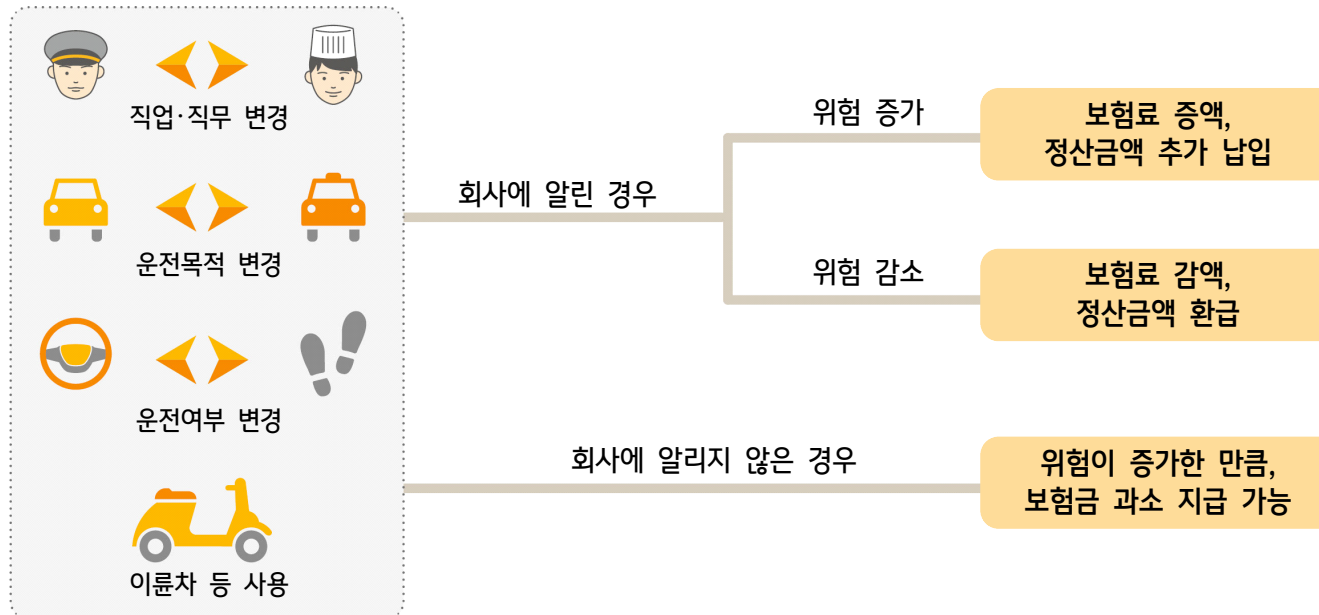 직업·직무 변경
운전목적 변경
운전여부 변경
이륜차 등 사용
회사에 알린 경우
위험 증가
보험료 증액,
정산금액 추가 납입
위험 감소
보험료 감액,
정산금액 환급
회사에 알리지 않은 경우
위험이 증가한 만큼,
보험금 과소 지급 가능